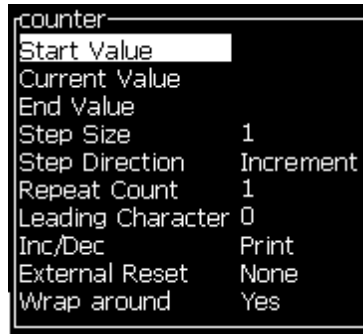 counter
Start Value
Current Value
End Value
Step Size 1
Step Direction Increment
Repeat Count 1
Leading Character 0
Inc/Dec Print
External Reset None
Wrap around Yes